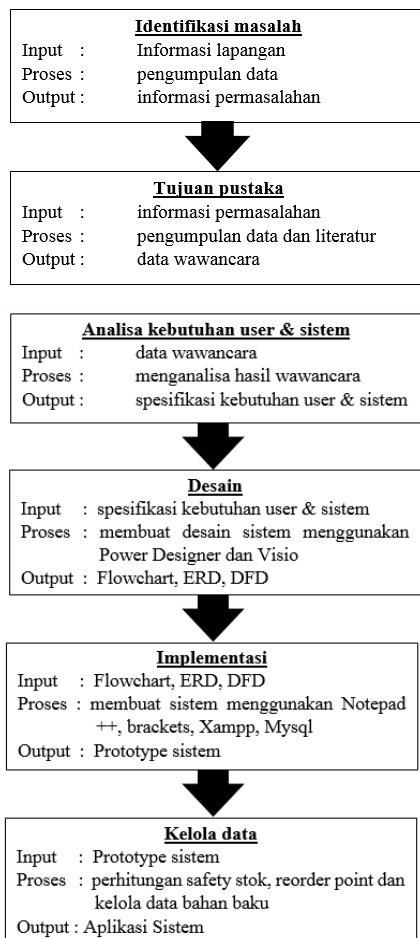 Identifikasi masalah
Input : Informasi lapangan
Proses : pengumpulan data
Output : informasi permasalahan
Tujuan pustaka
Input : informasi permasalahan
Proses : pengumpulan data dan literatur
Output : data wawancara
Analisa kebutuhan user & sistem
Input : data wawancara
Proses : menganalisa hasil wawancara
Output : spesifikasi kebutuhan user & sistem
Desain
Input : spesifikasi kebutuhan user & sistem
Proses : membuat desain sistem menggunakan
Power Designer dan Visio
Output : Flowchart, ERD, DFD
Implementasi
Input : Flowchart, ERD, DFD
Proses : membuat sistem menggunakan Notepad
++, brackets, Xampp, Mysql
Output : Prototype sistem
Kelola data
Input : Prototype sistem
Proses : perhitungan safety stok, reorder point dan
kelola data bahan baku
Output : Aplikasi Sistem